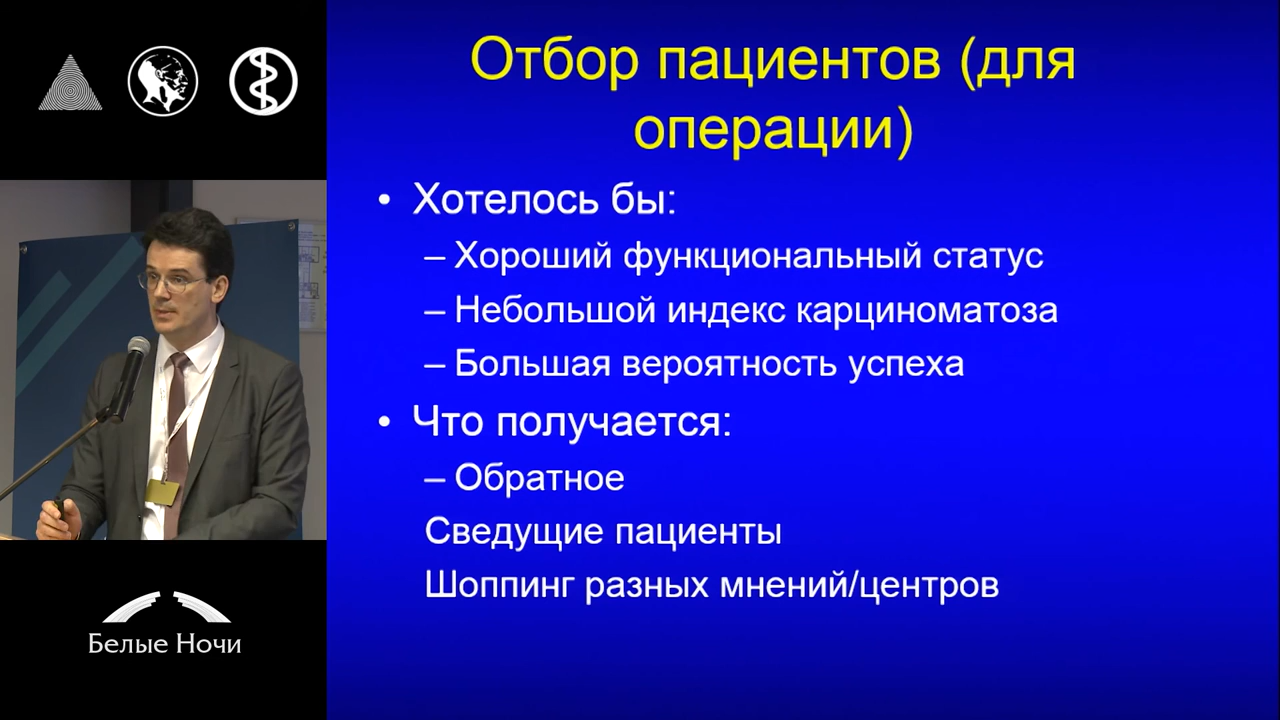 Отбор пациентов (для
операции)
• Хотелось бы:
– Хороший функциональный статус
– Небольшой индекс карциноматоза
– Большая вероятность успеха
• Что получается:
– Обратное
Сведущие пациенты
Шоппинг разных мнений/центров
Белые Ночи